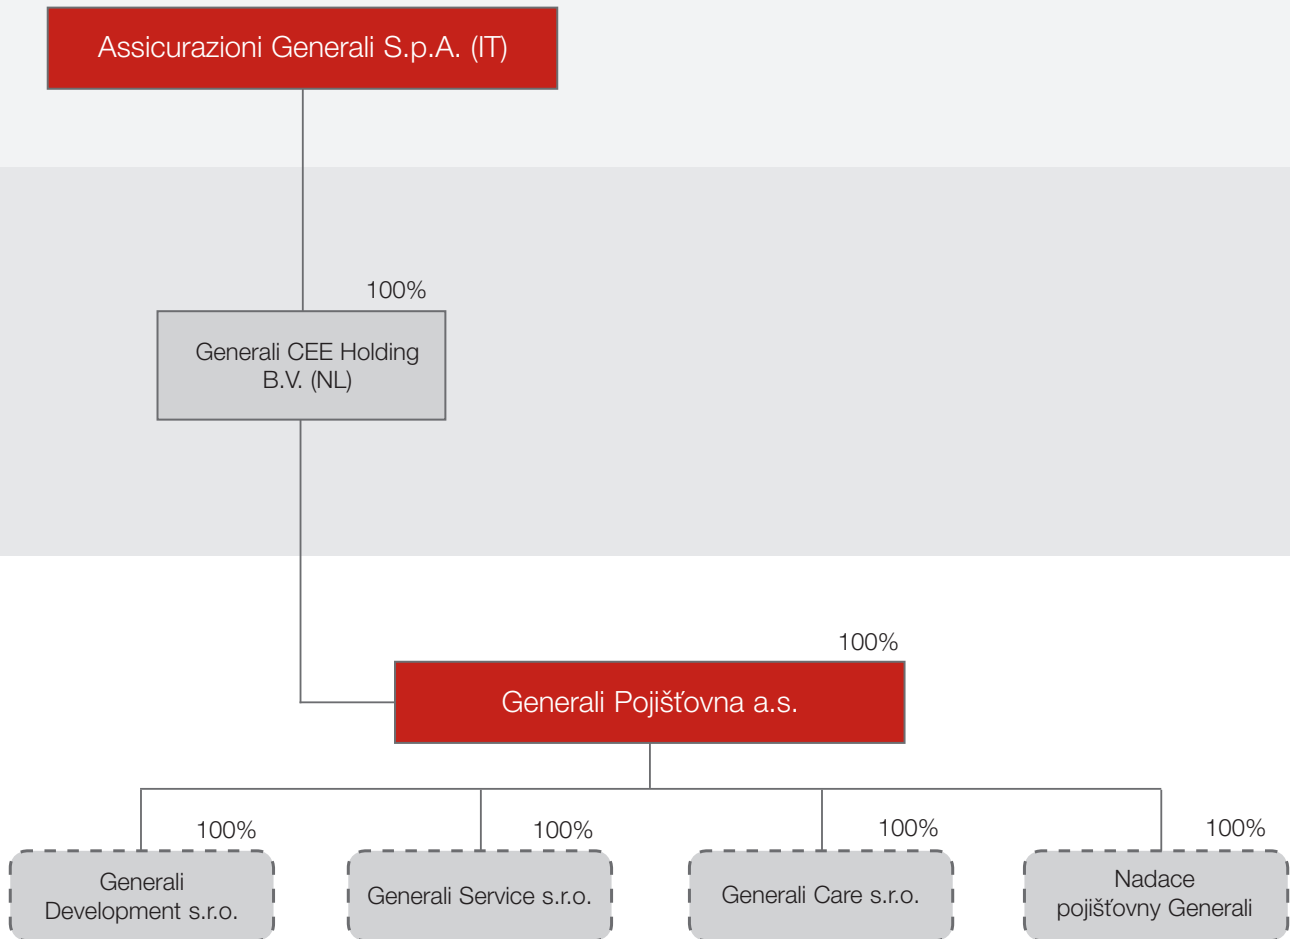 Assicurazioni Generali S.p.A. (IT)
100%
Generali CEE Holding
B.V. (NL)
100%
Generali Pojišťovna a.s.
100%
100%
100%
100%
Generali
Development s.r.o.
Generali Service s.r.o.
Generali Care s.r.o.
Nadace
pojišťovny Generali